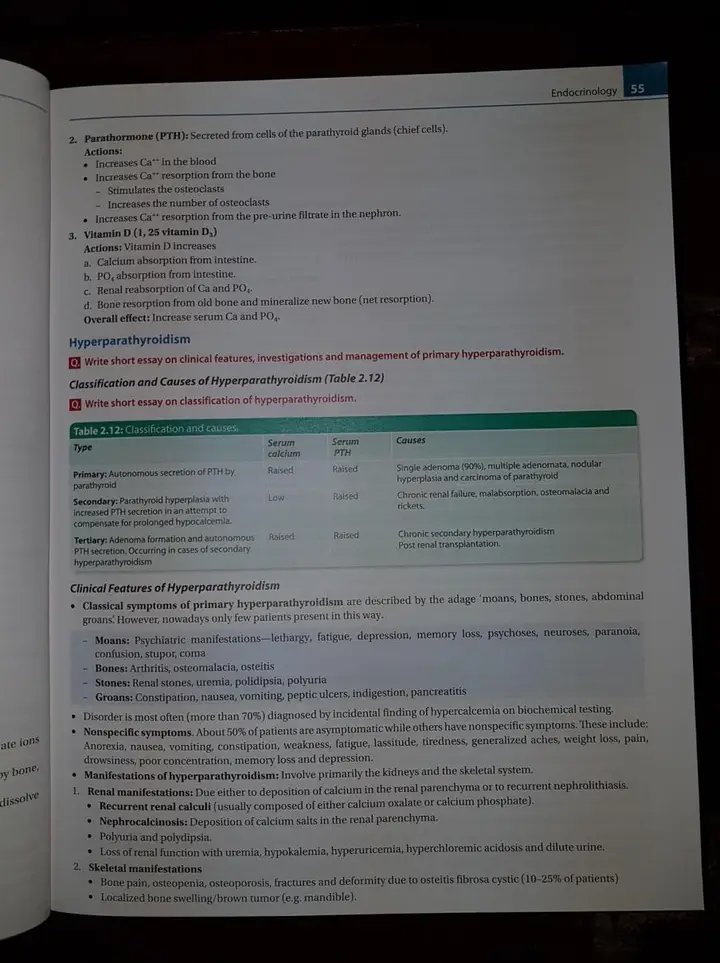 Endocrinology 55
2. Parathormone (PTH): Secreted from cells of the parathyroid glands (chief cells).
Actions:
• Increases Ca⁺⁺ in the blood
• Increases Ca⁺⁺ resorption from the bone
– Stimulates the osteoclasts
– Increases the number of osteoclasts
• Increases Ca⁺⁺ resorption from the pre-urine filtrate in the nephron.
3. Vitamin D (1, 25 vitamin D₃)
Actions: Vitamin D increases
a. Calcium absorption from intestine.
b. PO₄ absorption from intestine.
c. Renal reabsorption of Ca and PO₄.
d. Bone resorption from old bone and mineralize new bone (net resorption).
Overall effect: Increase serum Ca and PO₄.
Hyperparathyroidism
Q. Write short essay on clinical features, investigations and management of primary hyperparathyroidism.
Classification and Causes of Hyperparathyroidism (Table 2.12)
Q. Write short essay on classification of hyperparathyroidism.
Table 2.12: Classification and causes.
Type Serum calcium Serum PTH Causes
Primary: Autonomous secretion of PTH by Raised Raised Single adenoma (90%), multiple adenomata, nodular
parathyroid hyperplasia and carcinoma of parathyroid
Secondary: Parathyroid hyperplasia with Low Raised Chronic renal failure, malabsorption, osteomalacia and
increased PTH secretion in an attempt to rickets.
compensate for prolonged hypocalcemia.
Tertiary: Adenoma formation and autonomous Raised Raised Chronic secondary hyperparathyroidism
PTH secretion. Occurring in cases of secondary Post renal transplantation.
hyperparathyroidism
Clinical Features of Hyperparathyroidism
• Classical symptoms of primary hyperparathyroidism are described by the adage 'moans, bones, stones, abdominal
groans'. However, nowadays only few patients present in this way.
– Moans: Psychiatric manifestations—lethargy, fatigue, depression, memory loss, psychoses, neuroses, paranoia,
confusion, stupor, coma
– Bones: Arthritis, osteomalacia, osteitis
– Stones: Renal stones, uremia, polidipsia, polyuria
– Groans: Constipation, nausea, vomiting, peptic ulcers, indigestion, pancreatitis
• Disorder is most often (more than 70%) diagnosed by incidental finding of hypercalcemia on biochemical testing.
• Nonspecific symptoms. About 50% of patients are asymptomatic while others have nonspecific symptoms. These include:
Anorexia, nausea, vomiting, constipation, weakness, fatigue, lassitude, tiredness, generalized aches, weight loss, pain,
drowsiness, poor concentration, memory loss and depression.
• Manifestations of hyperparathyroidism: Involve primarily the kidneys and the skeletal system.
1. Renal manifestations: Due either to deposition of calcium in the renal parenchyma or to recurrent nephrolithiasis.
• Recurrent renal calculi (usually composed of either calcium oxalate or calcium phosphate).
• Nephrocalcinosis: Deposition of calcium salts in the renal parenchyma.
• Polyuria and polydipsia.
• Loss of renal function with uremia, hypokalemia, hyperuricemia, hyperchloremic acidosis and dilute urine.
2. Skeletal manifestations
• Bone pain, osteopenia, osteoporosis, fractures and deformity due to osteitis fibrosa cystic (10–25% of patients)
• Localized bone swelling/brown tumor (e.g. mandible).
ate ions
by bone,
dissolve